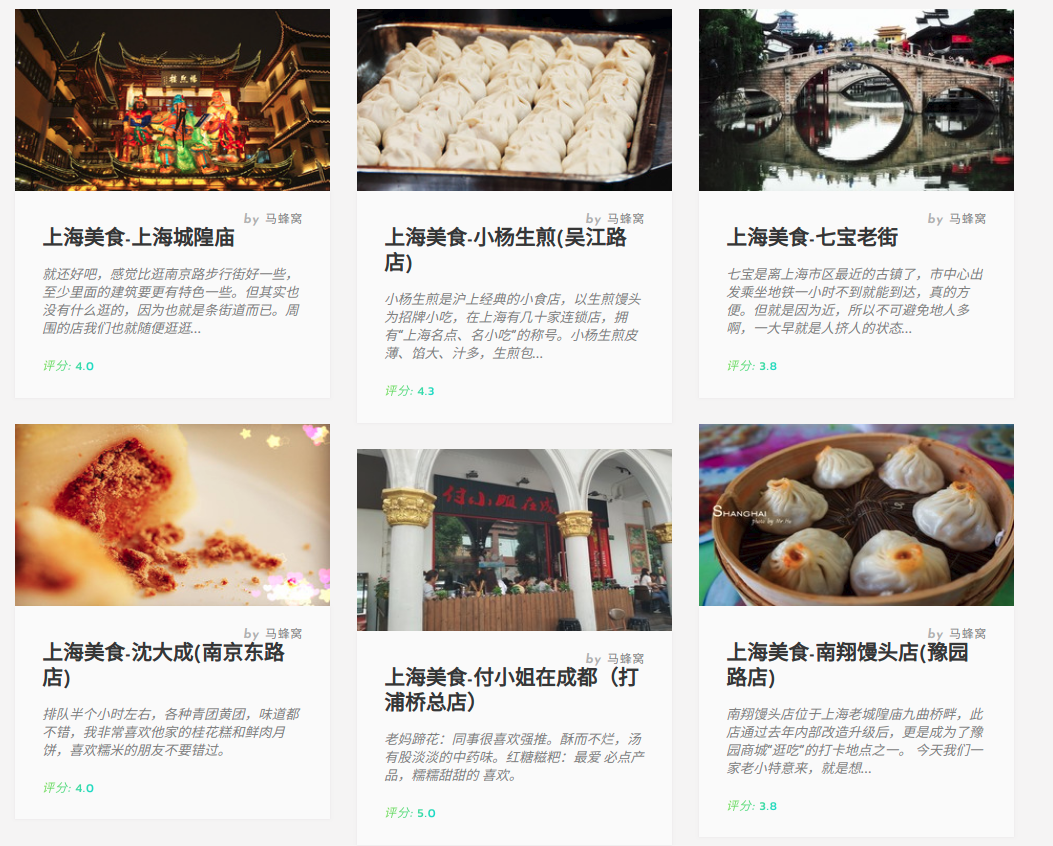 by 马蜂窝
上海美食-上海城隍庙
就还好吧，感觉比逛南京路步行街好一些，
至少里面的建筑要更有特色一些。但其实也
没有什么逛的，因为也就是条街道而已。周
围的店我们也就随便逛逛...
评分: 4.0
by 马蜂窝
上海美食-小杨生煎(吴江路
店)
小杨生煎是沪上经典的小食店，以生煎馒头
为招牌小吃，在上海有几十家连锁店，拥
有“上海名点、名小吃”的称号。小杨生煎皮
薄、馅大、汁多，生煎包...
评分: 4.3
by 马蜂窝
上海美食-七宝老街
七宝是离上海市区最近的古镇了，市中心出
发乘坐地铁一小时不到就能到达，真的方
便。但就是因为近，所以不可避免地人多
啊，一大早就是人挤人的状态...
评分: 3.8
by 马蜂窝
上海美食-沈大成(南京东路
店)
排队半个小时左右，各种青团黄团，味道都
不错，我非常喜欢他家的桂花糕和鲜肉月
饼，喜欢糯米的朋友不要错过。
评分: 4.0
付小姐在成
by 马蜂窝
上海美食-付小姐在成都（打
浦桥总店）
老妈蹄花：同事很喜欢强推。酥而不烂，汤
有股淡淡的中药味。红糖糍粑：最爱 必点产
品，糯糯甜甜的 喜欢。
评分: 5.0
SHANGHAI
by 马蜂窝
上海美食-南翔馒头店(豫园
路店)
南翔馒头店位于上海老城隍庙九曲桥畔，此
店通过去年内部改造升级后，更是成为了豫
园商城“逛吃”的打卡地点之一。 今天我们一
家老小特意来，就是想...
评分: 3.8